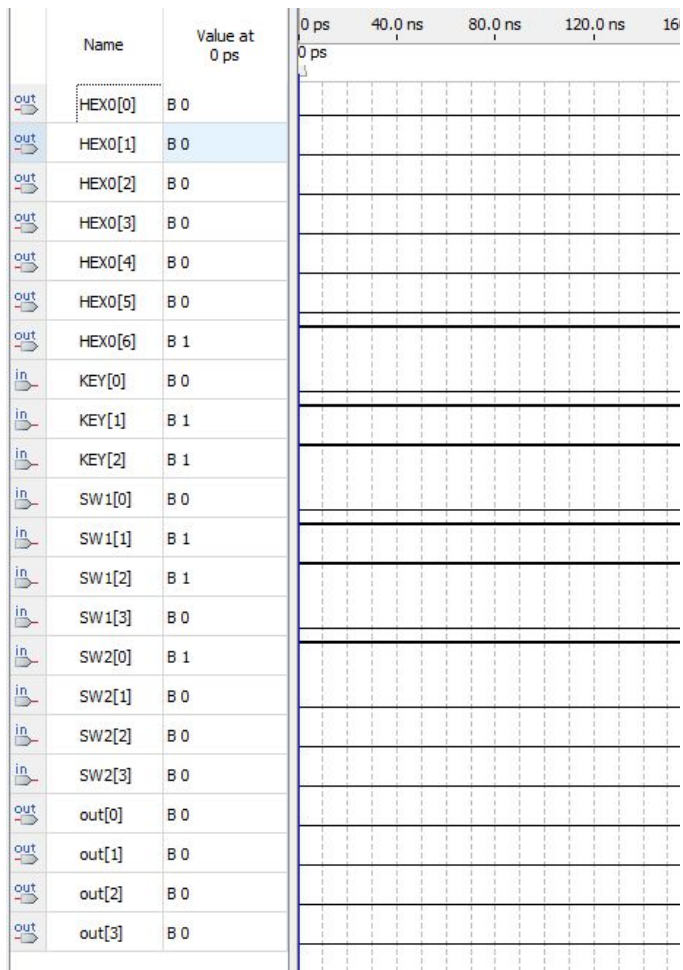 Name Value at 0 ps 0 ps 40.0 ns 80.0 ns 120.0 ns 16
0 ps
out HEX0[0] B 0
out HEX0[1] B 0
out HEX0[2] B 0
out HEX0[3] B 0
out HEX0[4] B 0
out HEX0[5] B 0
out HEX0[6] B 1
in KEY[0] B 0
in KEY[1] B 1
in KEY[2] B 1
in SW1[0] B 0
in SW1[1] B 1
in SW1[2] B 1
in SW1[3] B 0
in SW2[0] B 1
in SW2[1] B 0
in SW2[2] B 0
in SW2[3] B 0
out out[0] B 0
out out[1] B 0
out out[2] B 0
out out[3] B 0